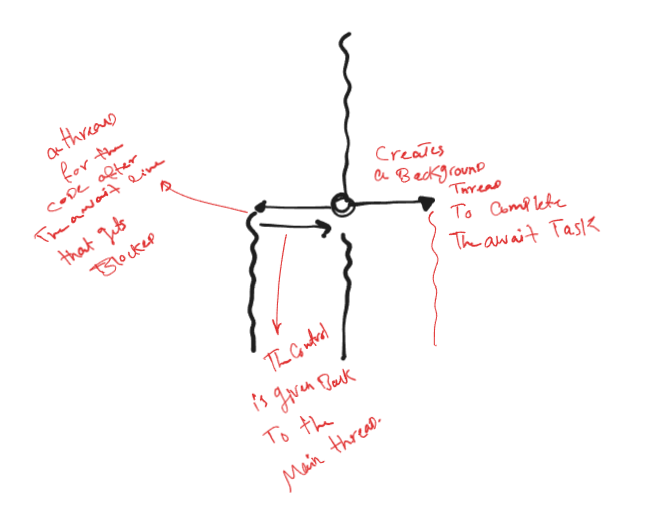 a thread
for the
code after
The await line
that gets
Blocked
Creates
a Background
Thread
To complete
The await Task
The Control
is given Back
To the
Main thread.